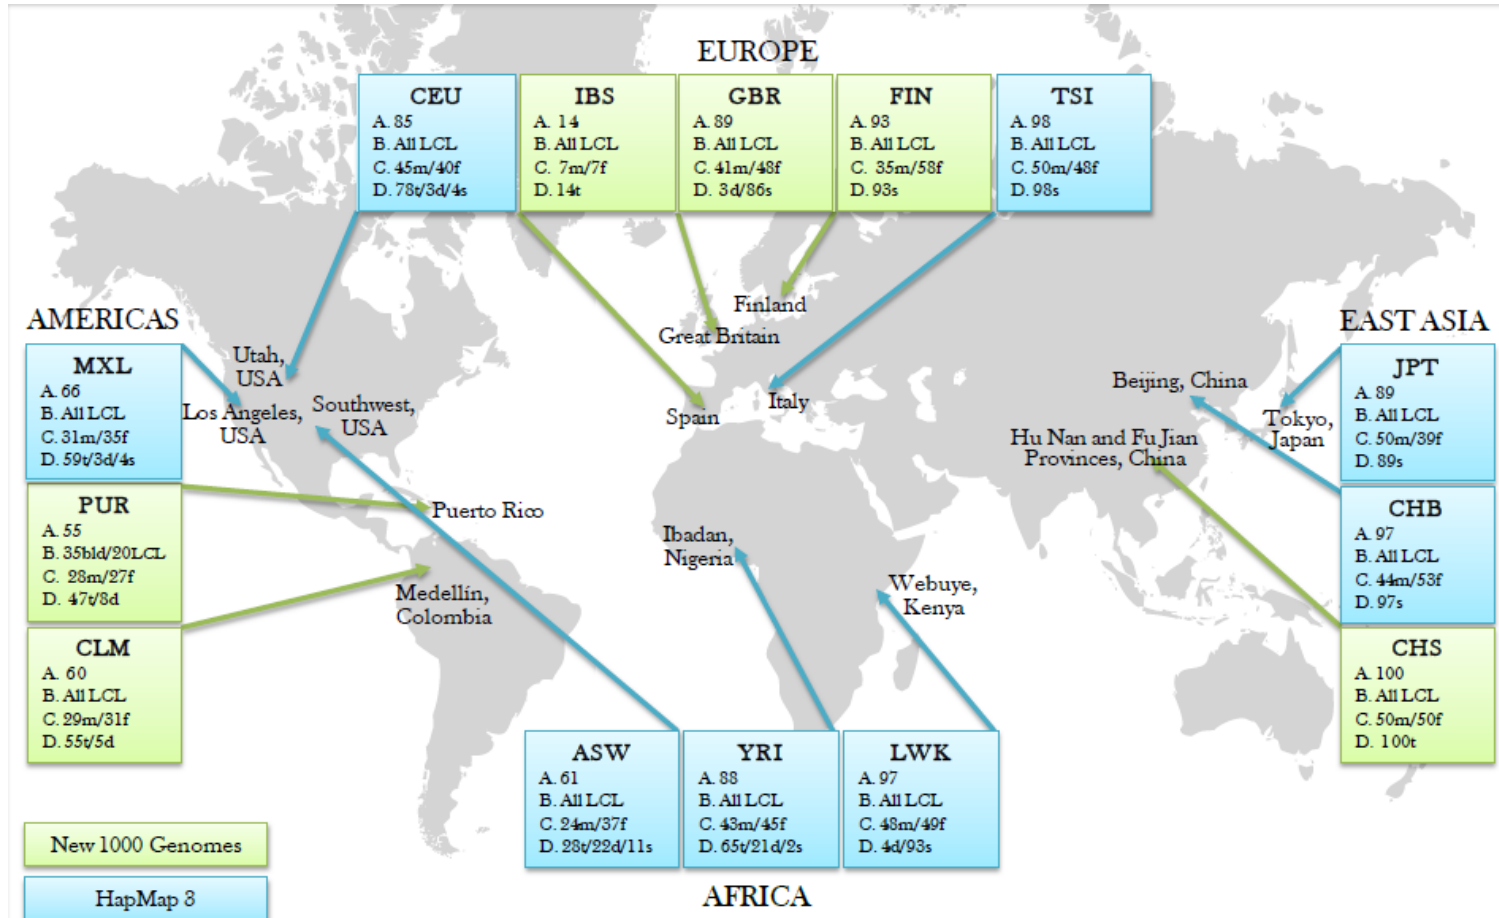 EUROPE
CEU
A. 85
B. All LCL
C. 45m/40f
D. 78t/3d/4s
IBS
A. 14
B. All LCL
C. 7m/7f
D. 14t
GBR
A. 89
B. All LCL
C. 41m/48f
D. 3d/86s
FIN
A. 93
B. All LCL
C. 35m/58f
D. 93s
TSI
A. 98
B. All LCL
C. 50m/48f
D. 98s
AMERICAS
MXL
A. 66
B. All LCL
C. 31m/35f
D. 59t/3d/4s
PUR
A. 55
B. 35bld/20LCL
C. 28m/27f
D. 47t/8d
CLM
A. 60
B. All LCL
C. 29m/31f
D. 55t/5d
Utah,
USA
Los Angeles,
USA
Southwest,
USA
Puerto Rico
Medellín,
Colombia
Finland
Great Britain
Spain
Italy
Ibadan,
Nigeria
Webuye,
Kenya
Beijing, China
Hu Nan and Fu Jian
Provinces, China
Tokyo,
Japan
EAST ASIA
JPT
A. 89
B. All LCL
C. 50m/39f
D. 89s
CHB
A. 97
B. All LCL
C. 44m/53f
D. 97s
CHS
A. 100
B. All LCL
C. 50m/50f
D. 100t
ASW
A. 61
B. All LCL
C. 24m/37f
D. 28t/22d/11s
YRI
A. 88
B. All LCL
C. 43m/45f
D. 65t/21d/2s
LWK
A. 97
B. All LCL
C. 48m/49f
D. 4d/93s
AFRICA
New 1000 Genomes
HapMap 3